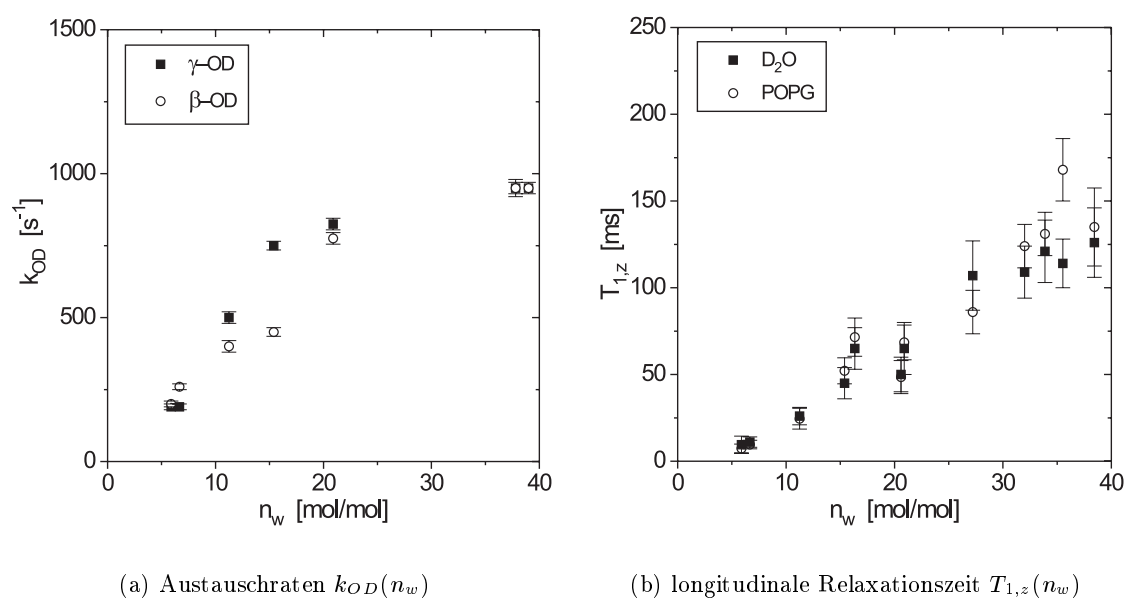 1500
1000
500
0
k_OD [s^-1]
γ–OD
β–OD
0 10 20 30 40
n_w [mol/mol]
(a) Austauschraten k_OD(n_w)
250
200
150
100
50
0
T_1,z [ms]
D_2O
POPG
0 10 20 30 40
n_w [mol/mol]
(b) longitudinale Relaxationszeit T_1,z(n_w)